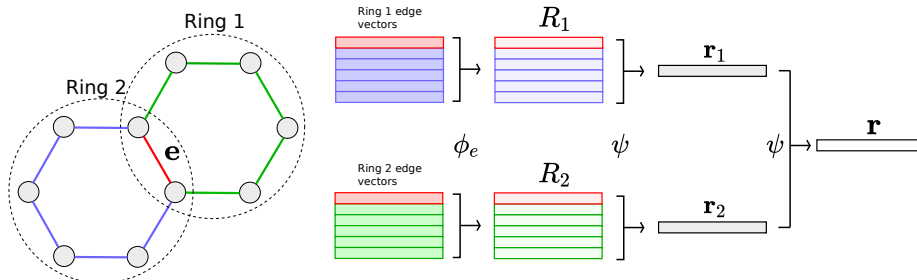 Ring 1
Ring 2
e
Ring 1 edge
vectors
R₁
r₁
ϕₑ
ψ
ψ
r
Ring 2 edge
vectors
R₂
r₂